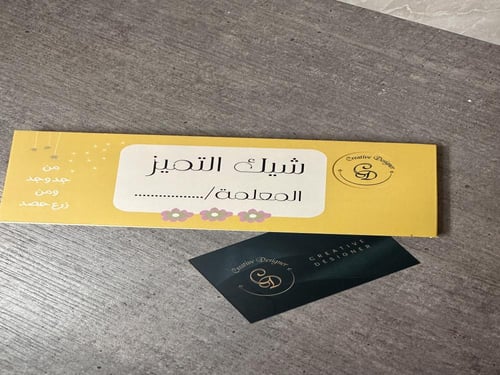 شيك التميز
المعلمة/.................
من
جد وجد
ومن
زرع حصد
Creative Designer
CD
Creative Designer
CD
CREATIVE
DESIGNER